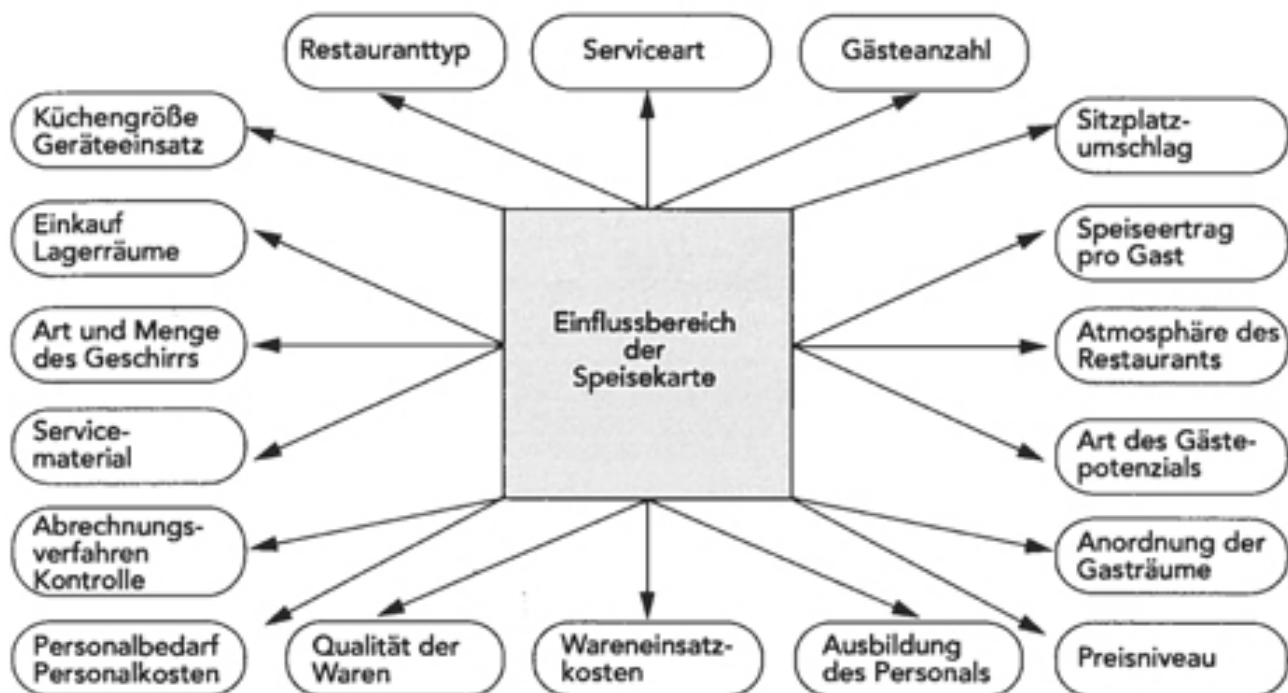 Restauranttyp
Serviceart
Gästeanzahl
Küchengröße
Geräteeinsatz
Sitzplatz-
umschlag
Einkauf
Lagerräume
Speiseertrag
pro Gast
Einflussbereich
der
Speisekarte
Art und Menge
des Geschirrs
Atmosphäre des
Restaurants
Service-
material
Art des Gäste-
potenzials
Abrechnungs-
verfahren
Kontrolle
Anordnung der
Gasträume
Personalbedarf
Personalkosten
Qualität der
Waren
Wareneinsatz-
kosten
Ausbildung
des Personals
Preisniveau